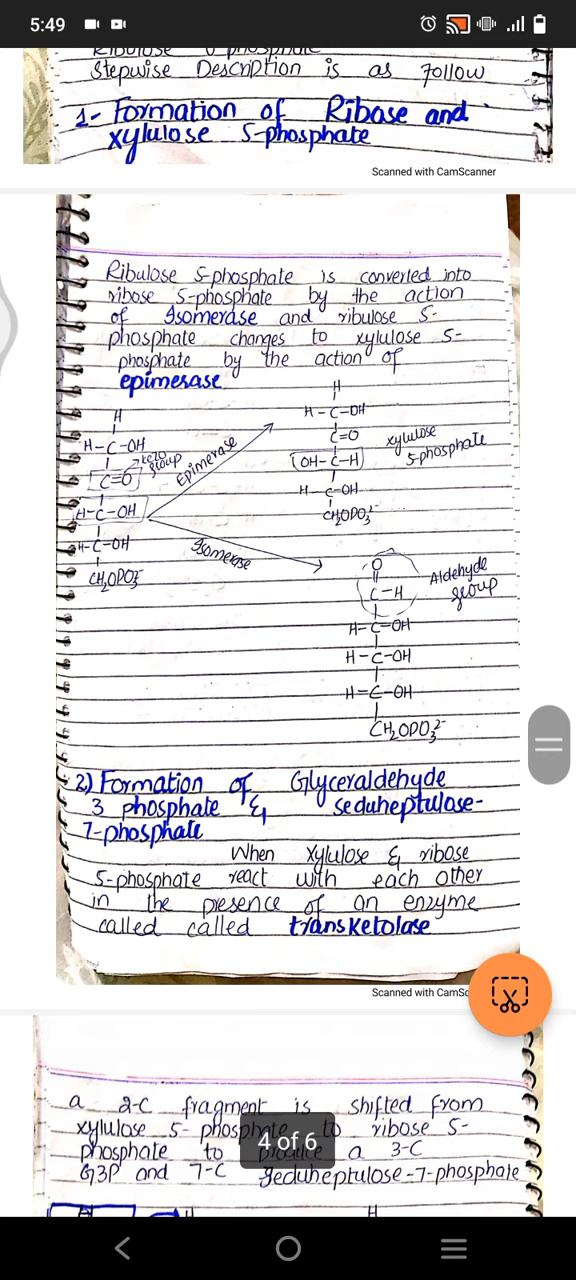 5:49
Stepwise Description is as follow
1- Formation of Ribose and
xylulose 5-phosphate
Scanned with CamScanner
Ribulose 5-phosphate is converted into
ribose 5-phosphate by the action
of Isomerase and ribulose 5-
phosphate changes to xylulose 5-
phosphate by the action of
epimerase
H
H-C-OH
keto group
C=O
H-C-OH
H-C-OH
CH2OPO3-
Epimerase
H
H-C-OH
C=O
OH-C-H
H-C-OH
CH2OPO3 2-
xylulose
5-phosphate
Isomerase
O
C-H
Aldehyde
group
H-C-OH
H-C-OH
H-C-OH
CH2OPO3 2-
2) Formation of Glyceraldehyde
3 phosphate & seduheptulose-
7-phosphate
When xylulose & ribose
5-phosphate react with each other
in the presence of an enzyme
called called transketolase
Scanned with CamSc
a 2-C fragment is shifted from
xylulose 5-phosphate to ribose 5-
phosphate to produce a 3-C
G3P and 7-C seduheptulose-7-phosphate
4 of 6
H
H